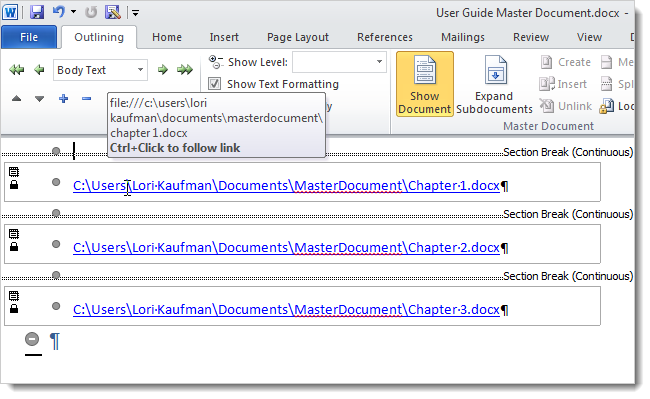 User Guide Master Document.docx -
File Outlining Home Insert Page Layout References Mailings Review View
Body Text Show Level: Create
Show Text Formatting Show Document Expand Subdocuments Insert
Unlink
Master Document
file:///c:\users\lori
kaufman\documents\masterdocument\
chapter 1.docx
Ctrl+Click to follow link
Section Break (Continuous)
C:\Users\Lori·Kaufman\Documents\MasterDocument\Chapter·1.docx¶
Section Break (Continuous)
C:\Users\Lori·Kaufman\Documents\MasterDocument\Chapter·2.docx¶
Section Break (Continuous)
C:\Users\Lori·Kaufman\Documents\MasterDocument\Chapter·3.docx¶
¶